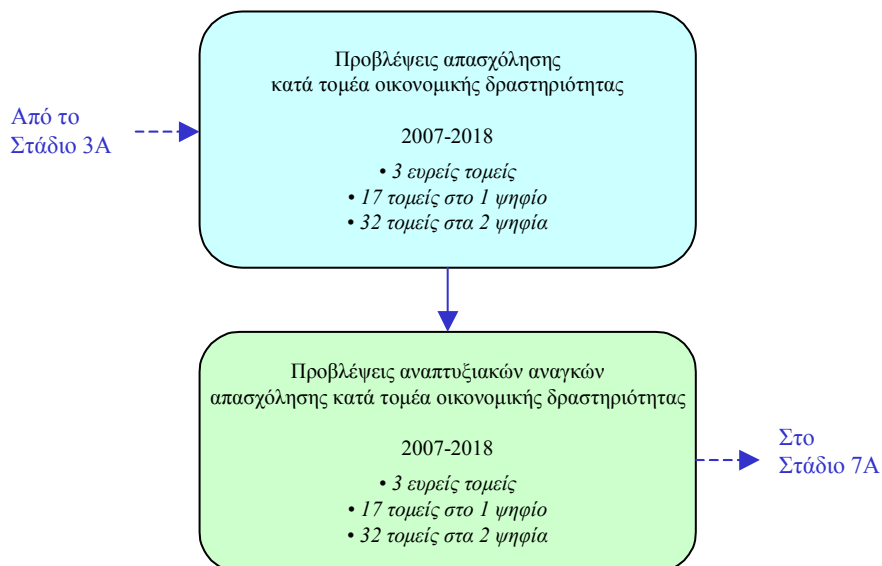 Προβλέψεις απασχόλησης
κατά τομέα οικονομικής δραστηριότητας
Από το
Στάδιο 3Α
2007-2018
• 3 ευρείς τομείς
• 17 τομείς στο 1 ψηφίο
• 32 τομείς στα 2 ψηφία
Προβλέψεις αναπτυξιακών αναγκών
απασχόλησης κατά τομέα οικονομικής δραστηριότητας
2007-2018
Στο
Στάδιο 7Α
• 3 ευρείς τομείς
• 17 τομείς στο 1 ψηφίο
• 32 τομείς στα 2 ψηφία